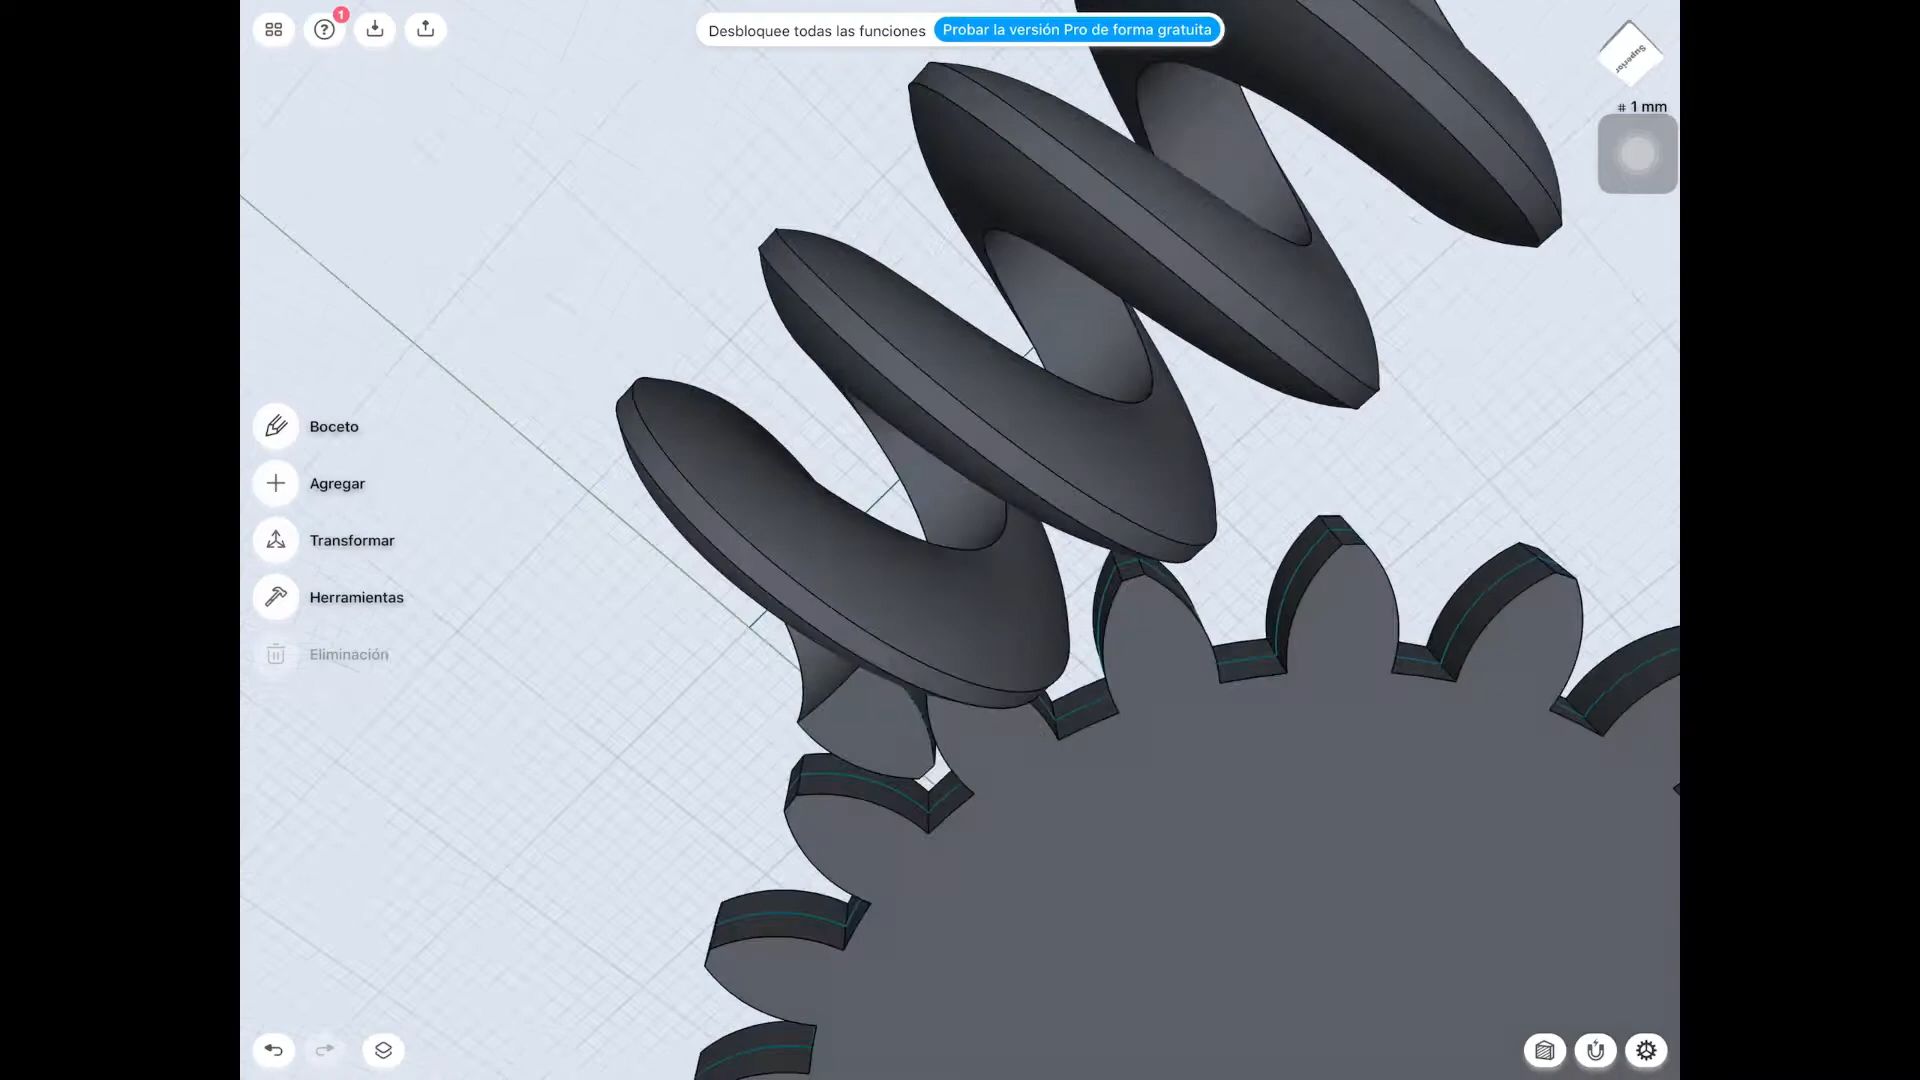 1
Desbloquee todas las funciones Probar la versión Pro de forma gratuita
Superior
1 mm
Boceto
Agregar
Transformar
Herramientas
Eliminación